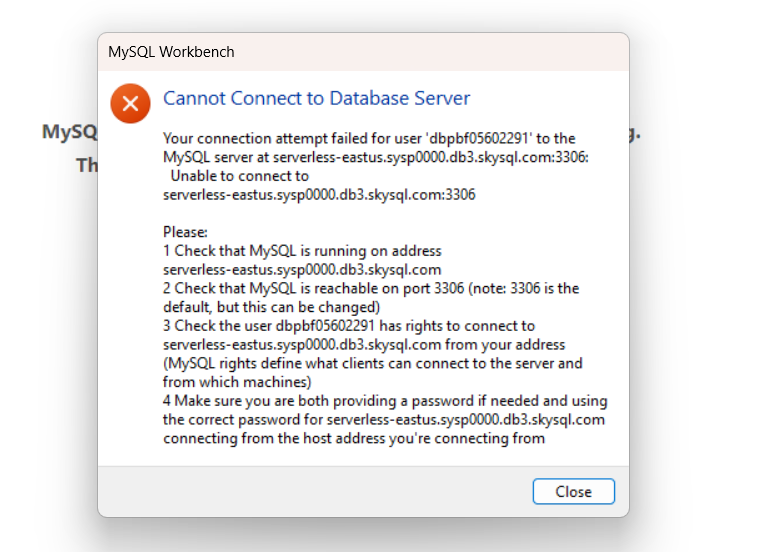 MySQL Workbench
Cannot Connect to Database Server
MySQ
g.
Your connection attempt failed for user 'dbpbf05602291' to the
MySQL server at serverless-eastus.sysp0000.db3.skysql.com:3306:
Th
Unable to connect to
serverless-eastus.sysp0000.db3.skysql.com:3306
Please:
1 Check that MySQL is running on address
serverless-eastus.sysp0000.db3.skysql.com
2 Check that MySQL is reachable on port 3306 (note: 3306 is the
default, but this can be changed)
3 Check the user dbpbf05602291 has rights to connect to
serverless-eastus.sysp0000.db3.skysql.com from your address
(MySQL rights define what clients can connect to the server and
from which machines)
4 Make sure you are both providing a password if needed and using
the correct password for serverless-eastus.sysp0000.db3.skysql.com
connecting from the host address you're connecting from
Close